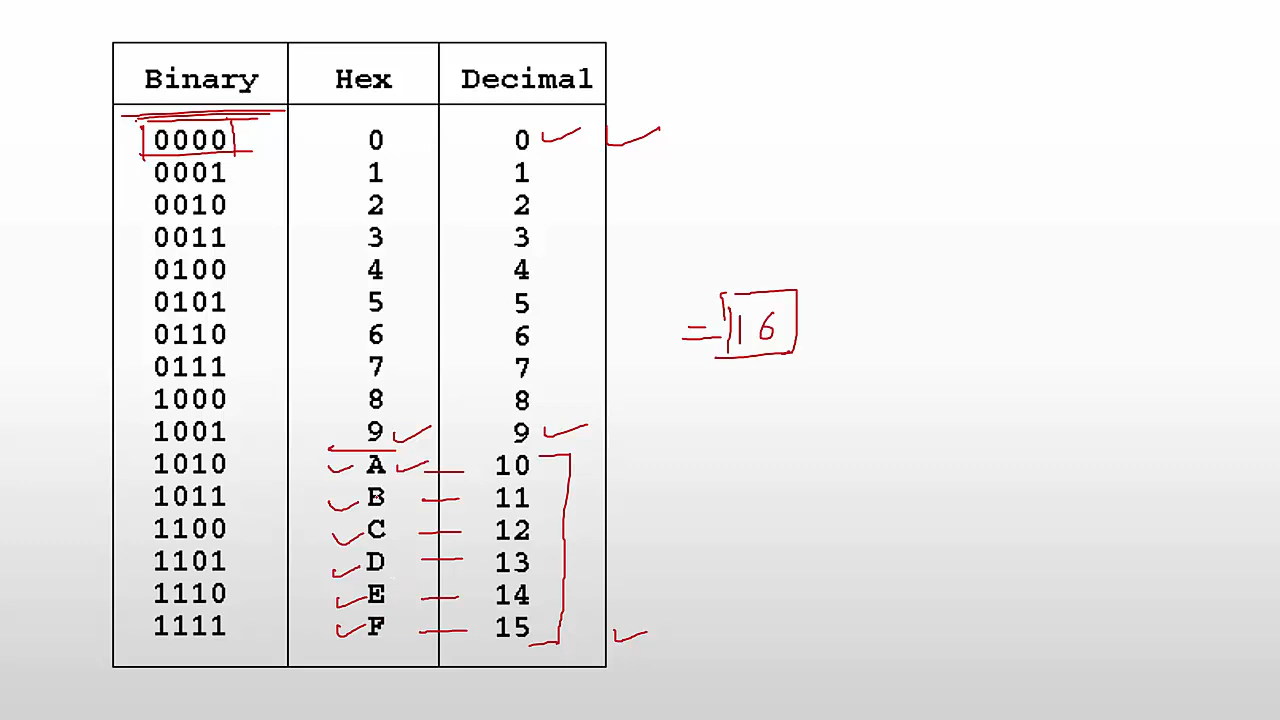 Binary Hex Decimal
0000 0 0
0001 1 1
0010 2 2
0011 3 3
0100 4 4
0101 5 5
0110 6 6
0111 7 7
1000 8 8
1001 9 9
1010 A 10
1011 B 11
1100 C 12
1101 D 13
1110 E 14
1111 F 15
= 16